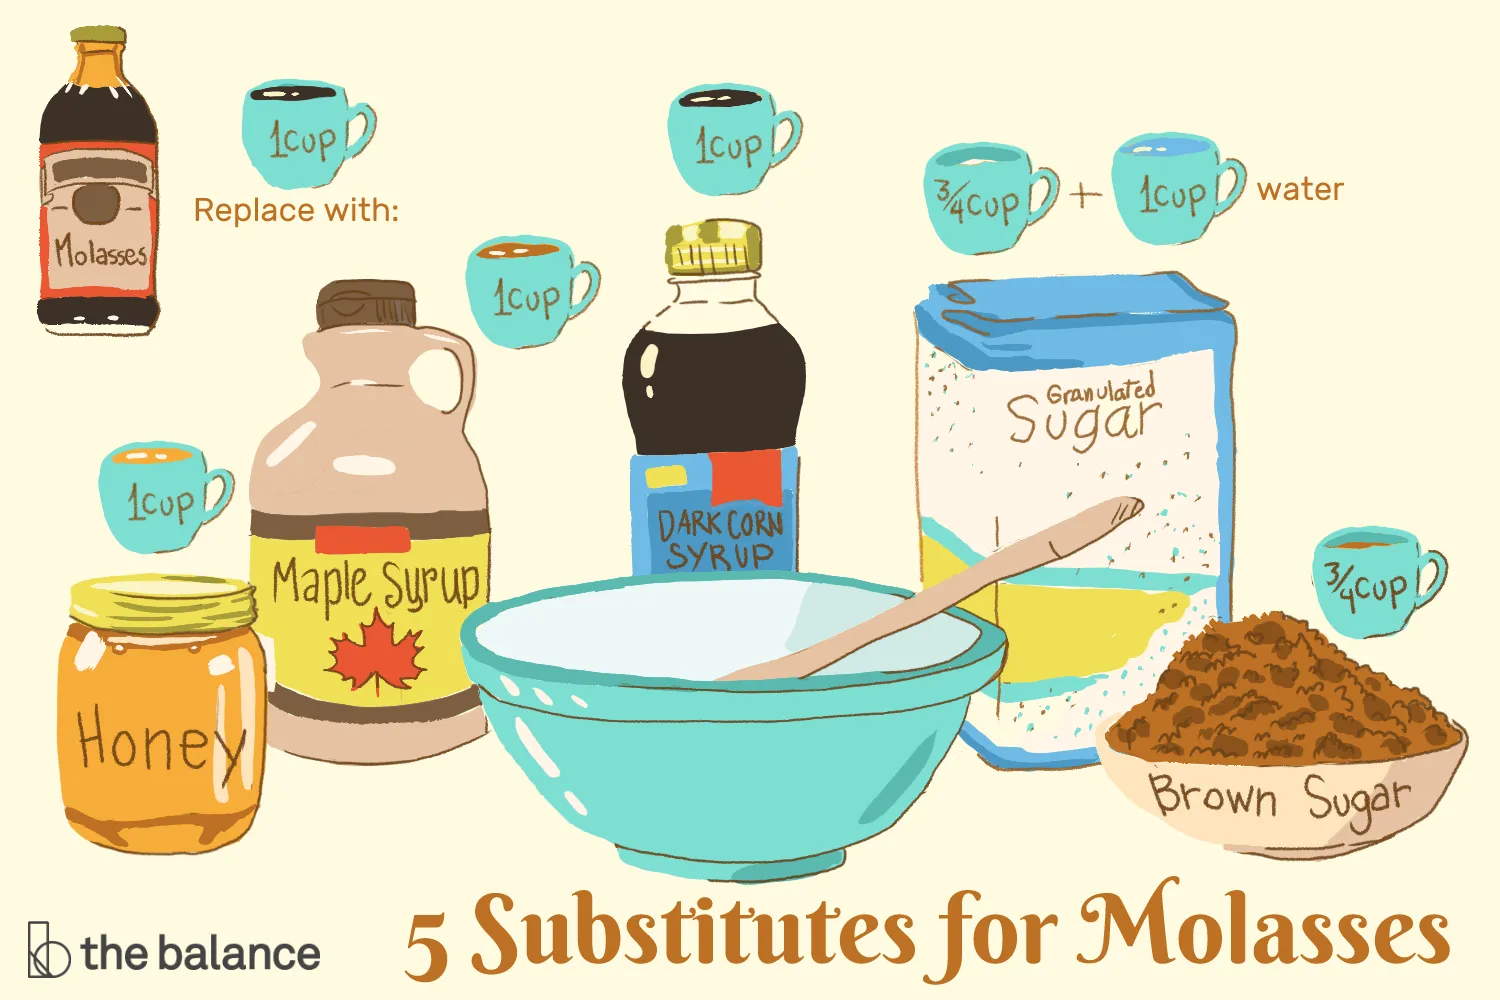 1cup
Replace with:
Molasses
1cup
3/4cup + 1cup water
1cup
Granulated
Sugar
1cup
DARK CORN
SYRUP
Maple Syrup
3/4cup
Honey
Brown Sugar
5 Substitutes for Molasses
the balance